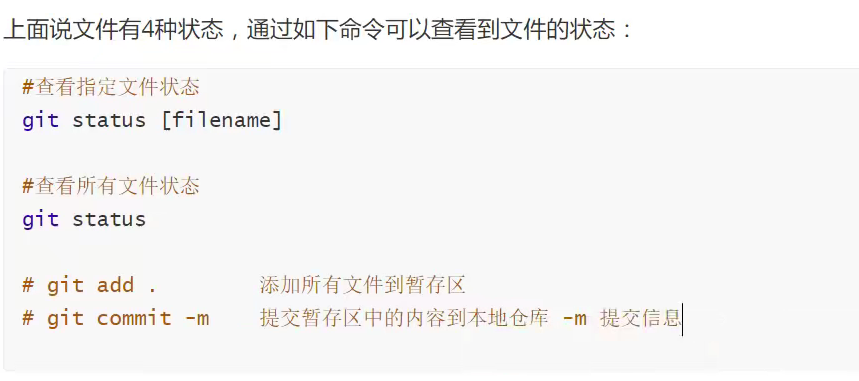 上面说文件有4种状态，通过如下命令可以查看到文件的状态：
#查看指定文件状态
git status [filename]
#查看所有文件状态
git status
# git add .        添加所有文件到暂存区
# git commit -m    提交暂存区中的内容到本地仓库 -m 提交信息